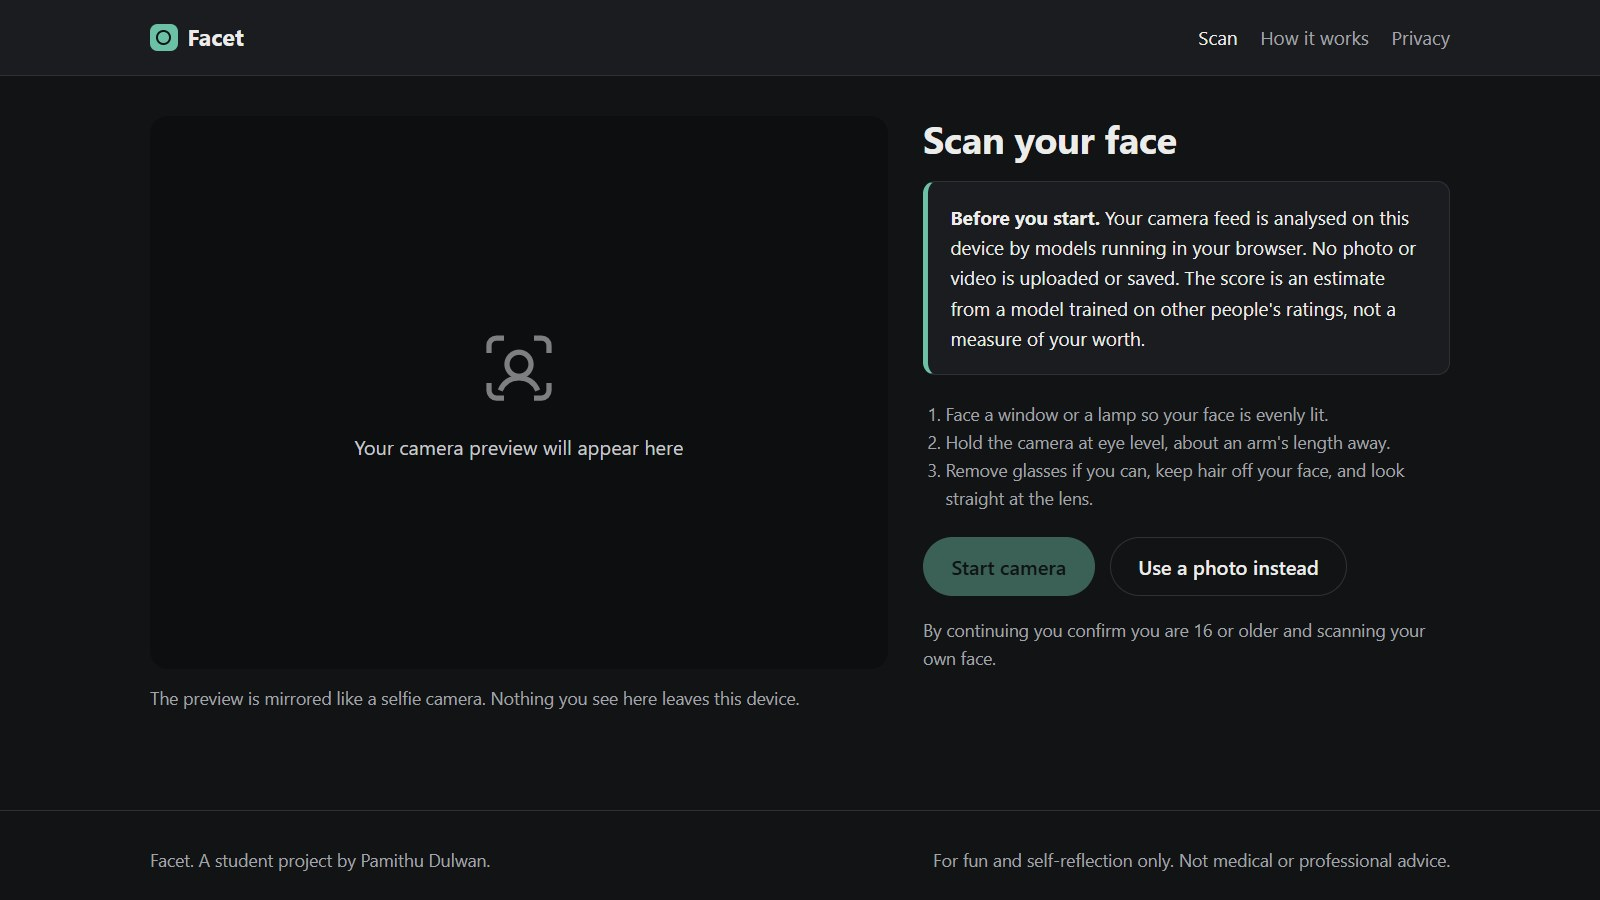 Facet
Scan How it works Privacy
Your camera preview will appear here
The preview is mirrored like a selfie camera. Nothing you see here leaves this device.
Scan your face
Before you start. Your camera feed is analysed on this
device by models running in your browser. No photo or
video is uploaded or saved. The score is an estimate
from a model trained on other people's ratings, not a
measure of your worth.
1. Face a window or a lamp so your face is evenly lit.
2. Hold the camera at eye level, about an arm's length away.
3. Remove glasses if you can, keep hair off your face, and look
straight at the lens.
Start camera
Use a photo instead
By continuing you confirm you are 16 or older and scanning your
own face.
Facet. A student project by Pamithu Dulwan.
For fun and self-reflection only. Not medical or professional advice.